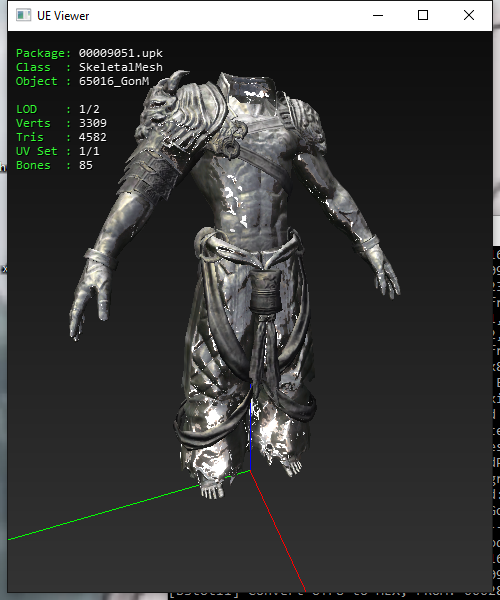 UE Viewer
Package: 00009051.upk
Class  : SkeletalMesh
Object : 65016_GonM
LOD    : 1/2
Verts  : 3309
Tris   : 4582
UV Set : 1/1
Bones  : 85